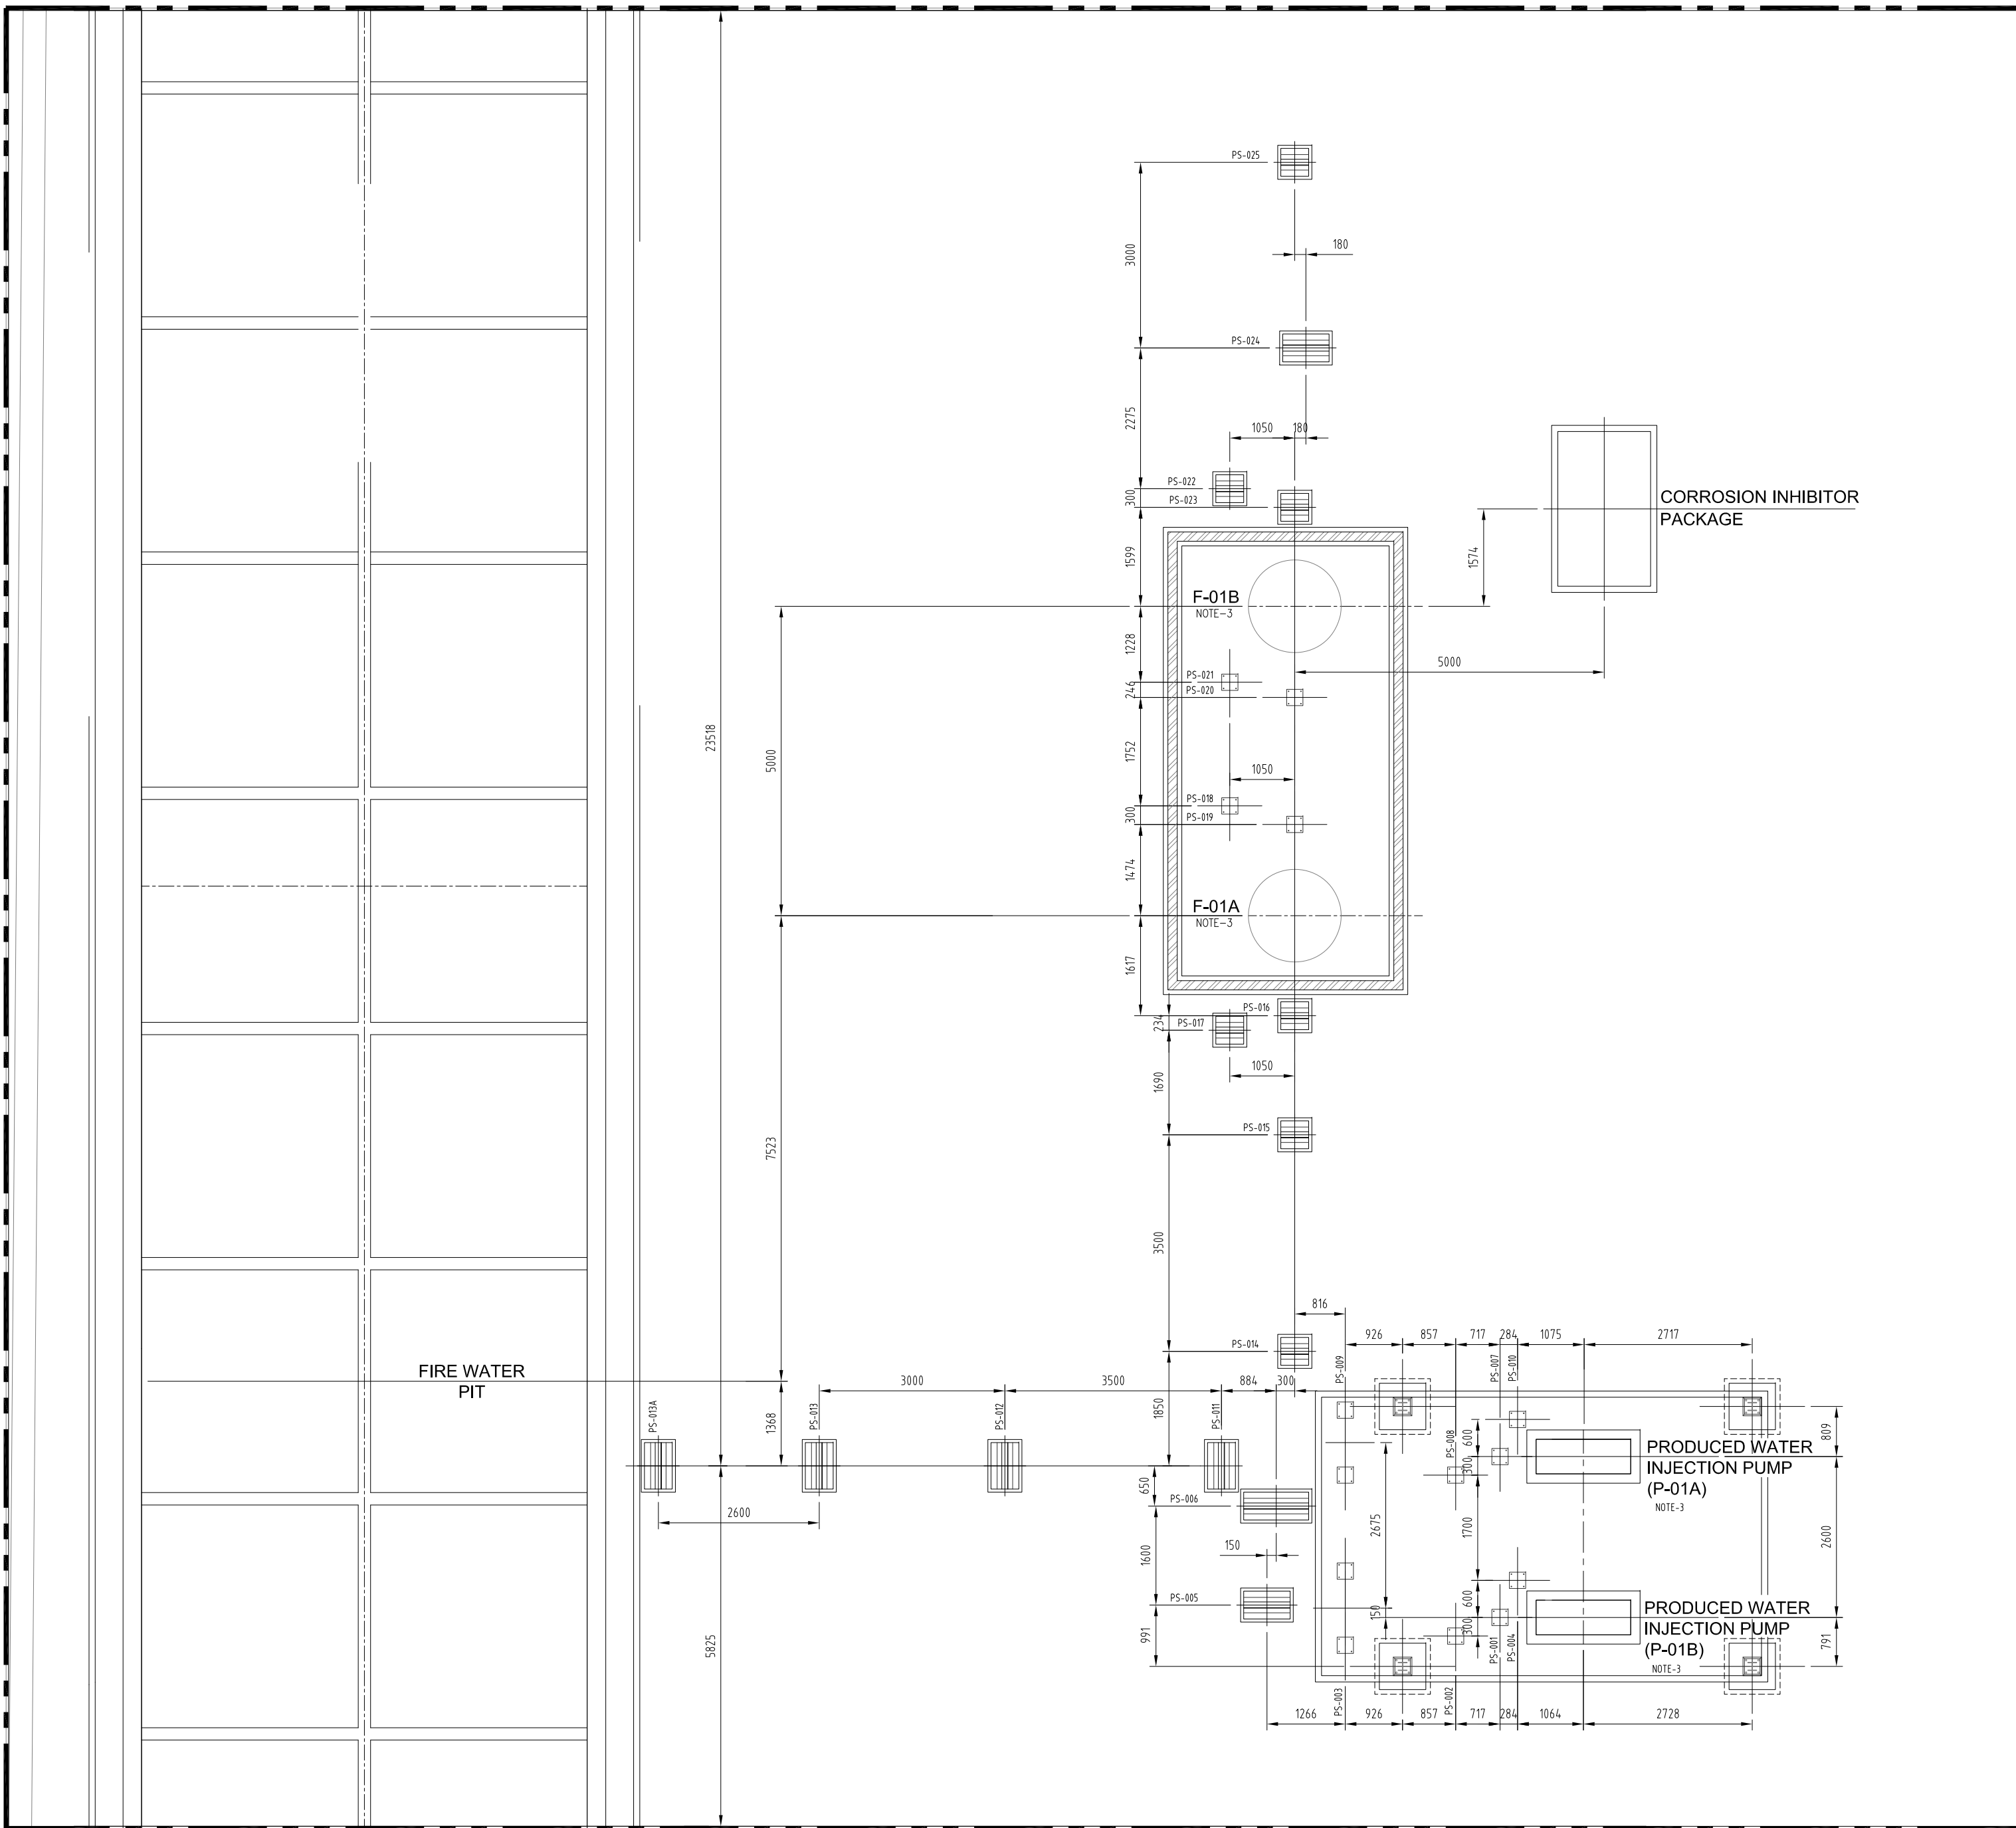 PS-025
180
3000
PS-024
2275
1050
180
PS-022
300
PS-023
CORROSION INHIBITOR
PACKAGE
1599
1574
F-01B
NOTE-3
1228
5000
PS-021
246
PS-020
23518
5000
1752
1050
PS-018
300
PS-019
1474
F-01A
NOTE-3
1617
PS-016
234
PS-017
1050
1690
PS-015
7523
3500
816
926
857
717
284
1075
2717
PS-014
PS-009
PS-007
PS-010
FIRE WATER
PIT
3000
3500
884
300
1368
1850
PS-013A
PS-013
PS-012
PS-011
809
600
PS-008
300
PRODUCED WATER
INJECTION PUMP
(P-01A)
NOTE-3
650
PS-006
2600
2675
1700
2600
150
1600
PS-005
150
600
300
991
5825
PRODUCED WATER
INJECTION PUMP
(P-01B)
NOTE-3
791
PS-001
PS-004
PS-003
PS-002
1266
926
857
717
284
1064
2728